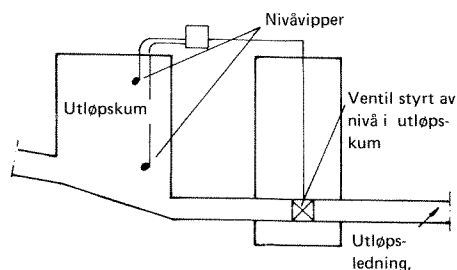 Nivåvipper
Utløpskum
Ventil styrt av
nivå i utløps-
kum
Utløps-
ledning,